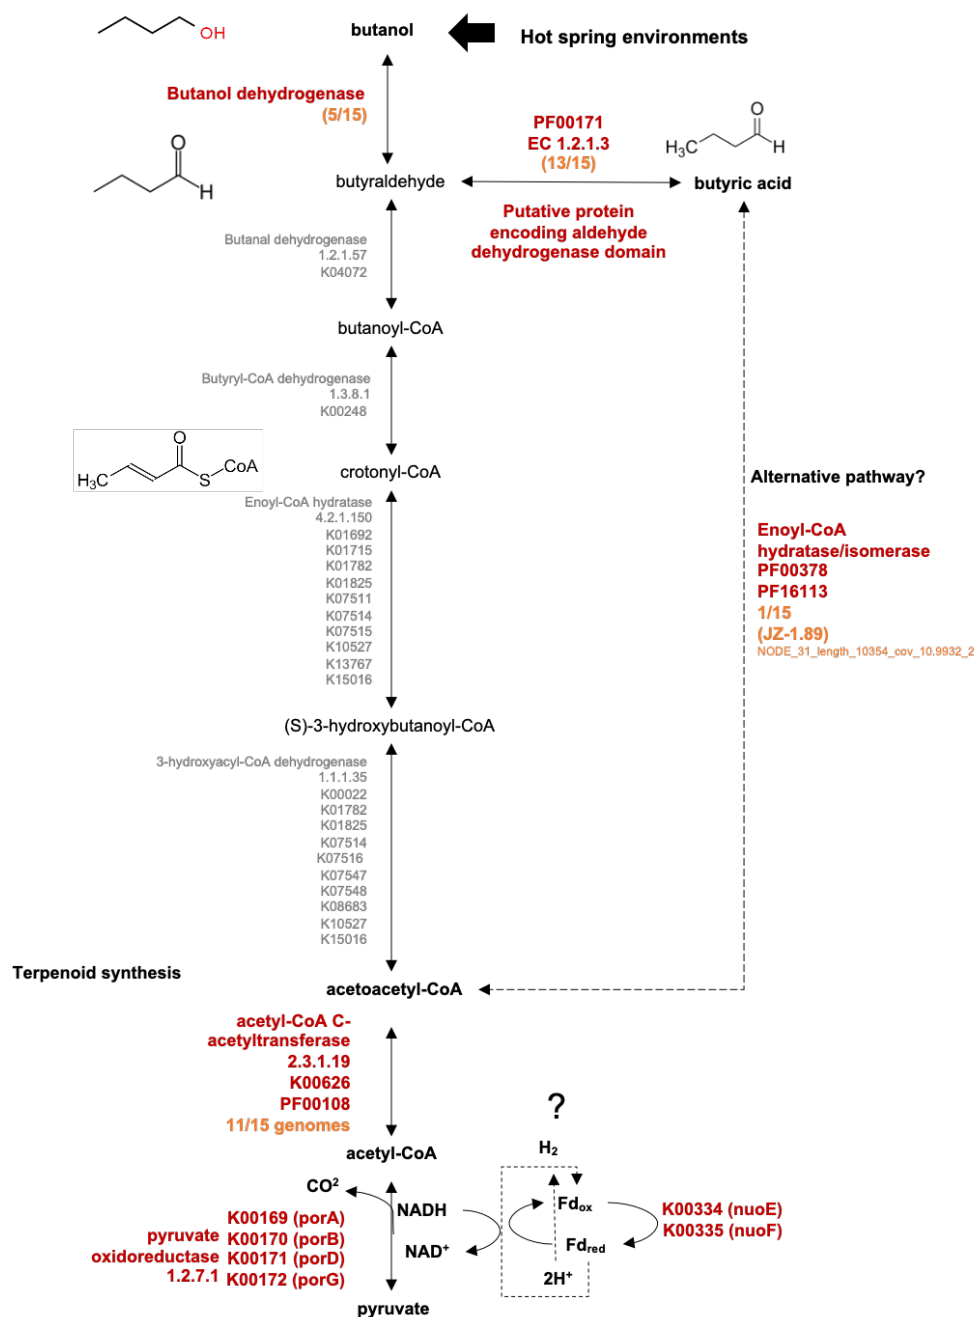 butanol
OH
Hot spring environments
Butanol dehydrogenase
(5/15)
PF00171
EC 1.2.1.3
(13/15)
O
H₃C
H
O
H
butyraldehyde
butyric acid
Putative protein
encoding aldehyde
dehydrogenase domain
Butanal dehydrogenase
1.2.1.57
K04072
butanoyl-CoA
Butyryl-CoA dehydrogenase
1.3.8.1
K00248
O
H₃C
S
CoA
crotonyl-CoA
Alternative pathway?
Enoyl-CoA hydratase
4.2.1.150
K01692
K01715
K01782
K01825
K07511
K07514
K07515
K10527
K13767
K15016
Enoyl-CoA
hydratase/isomerase
PF00378
PF16113
1/15
(JZ-1.89)
NODE_31_length_10354_cov_10.9932_2
(S)-3-hydroxybutanoyl-CoA
3-hydroxyacyl-CoA dehydrogenase
1.1.1.35
K00022
K01782
K01825
K07514
K07516
K07547
K07548
K08683
K10527
K15016
Terpenoid synthesis
acetoacetyl-CoA
acetyl-CoA C-
acetyltransferase
2.3.1.19
K00626
PF00108
11/15 genomes
?
acetyl-CoA
H₂
CO²
NADH
Fdox
K00334 (nuoE)
K00335 (nuoF)
NAD⁺
Fdred
2H⁺
pyruvate
oxidoreductase
1.2.7.1
K00169 (porA)
K00170 (porB)
K00171 (porD)
K00172 (porG)
pyruvate